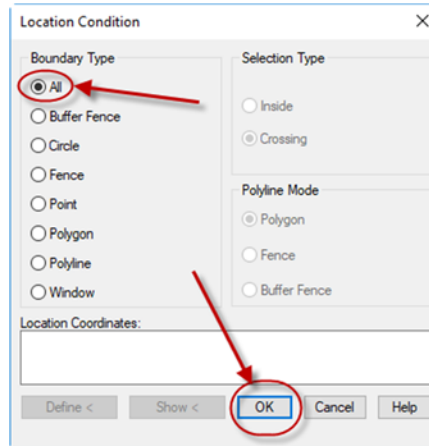 Location Condition
Boundary Type
All
Buffer Fence
Circle
Fence
Point
Polygon
Polyline
Window
Selection Type
Inside
Crossing
Polyline Mode
Polygon
Fence
Buffer Fence
Location Coordinates:
Define < Show < OK Cancel Help